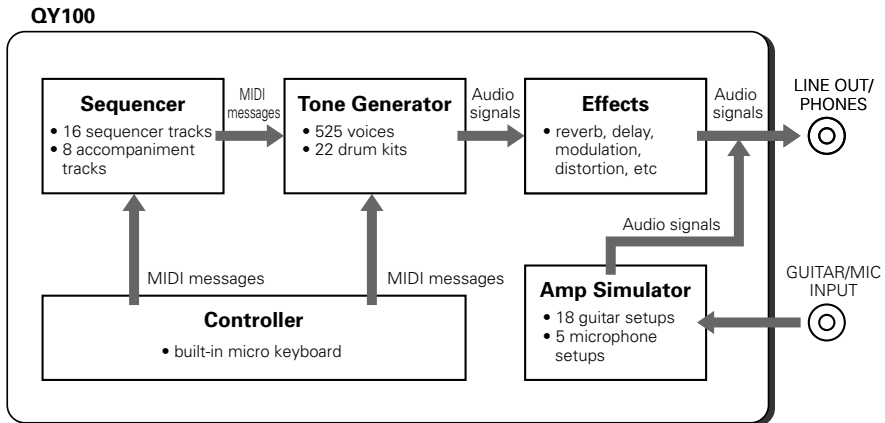 QY100
Sequencer
• 16 sequencer tracks
• 8 accompaniment
tracks
MIDI
messages
Tone Generator
• 525 voices
• 22 drum kits
Audio
signals
Effects
• reverb, delay,
modulation,
distortion, etc
Audio
signals
LINE OUT/
PHONES
Audio signals
MIDI messages
MIDI messages
Controller
• built-in micro keyboard
Amp Simulator
• 18 guitar setups
• 5 microphone
setups
GUITAR/MIC
INPUT